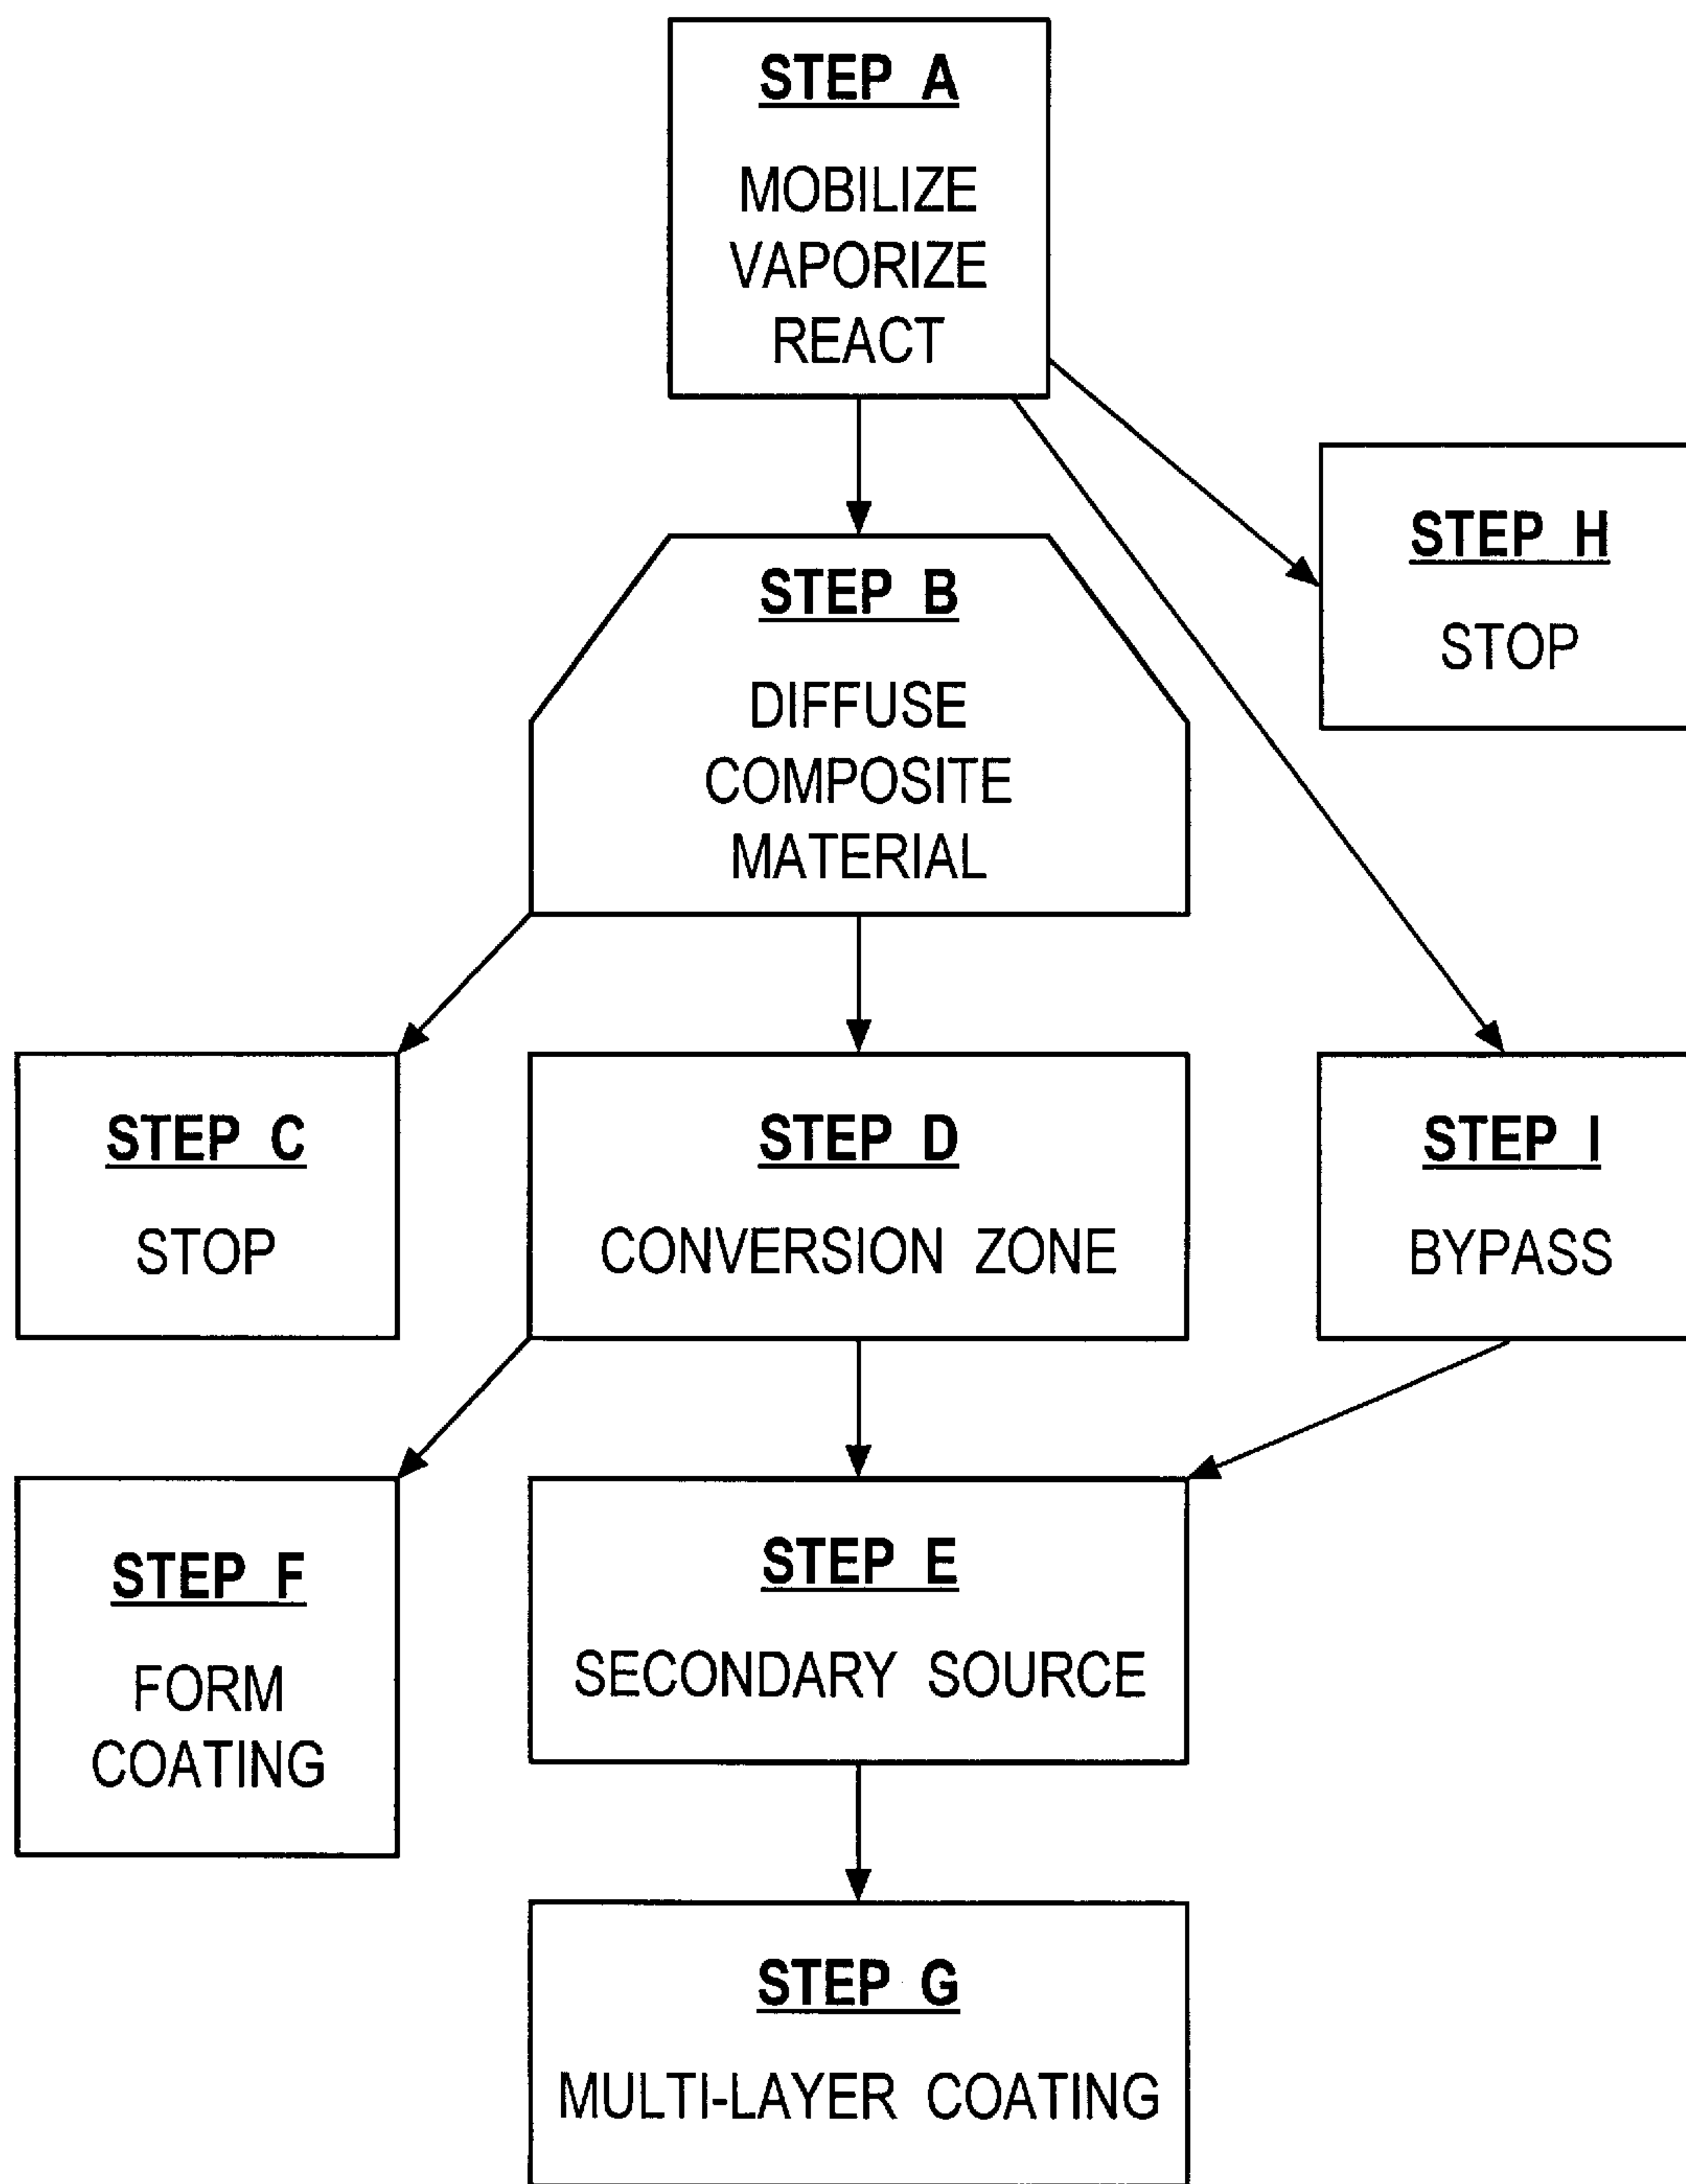 STEP A
MOBILIZE
VAPORIZE
REACT
STEP H
STOP
STEP B
DIFFUSE
COMPOSITE
MATERIAL
STEP C
STOP
STEP D
CONVERSION ZONE
STEP I
BYPASS
STEP F
FORM
COATING
STEP E
SECONDARY SOURCE
STEP G
MULTI-LAYER COATING